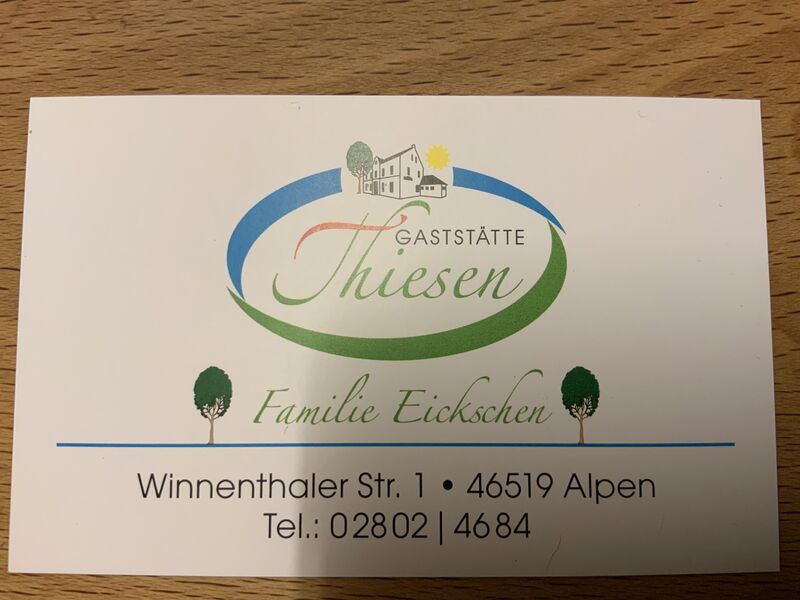 GASTSTÄTTE
Thiesen
Familie Eickschen
Winnenthaler Str. 1 • 46519 Alpen
Tel.: 02802 | 4684